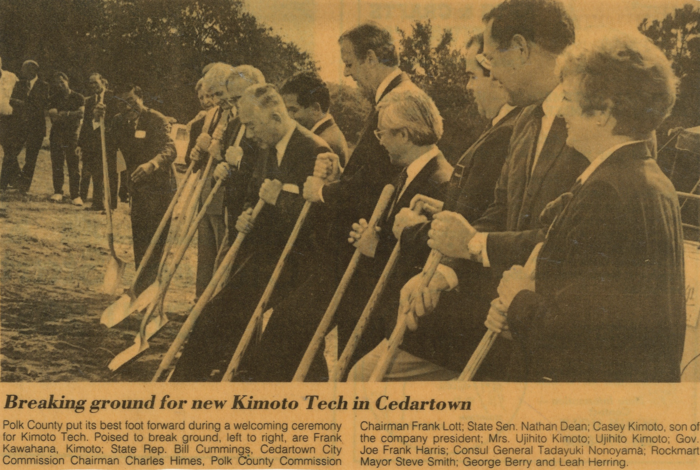 Breaking ground for new Kimoto Tech in Cedartown
Polk County put its best foot forward during a welcoming ceremony
for Kimoto Tech. Poised to break ground, left to right, are Frank
Kawahana, Kimoto; State Rep. Bill Cummings, Cedartown City
Commission Chairman Charles Himes, Polk County Commission
Chairman Frank Lott; State Sen. Nathan Dean; Casey Kimoto, son of
the company president; Mrs. Ujihito Kimoto; Ujihito Kimoto; Gov.
Joe Frank Harris; Consul General Tadayuki Nonoyama; Rockmart
Mayor Steve Smith; George Berry and Leah Herring.